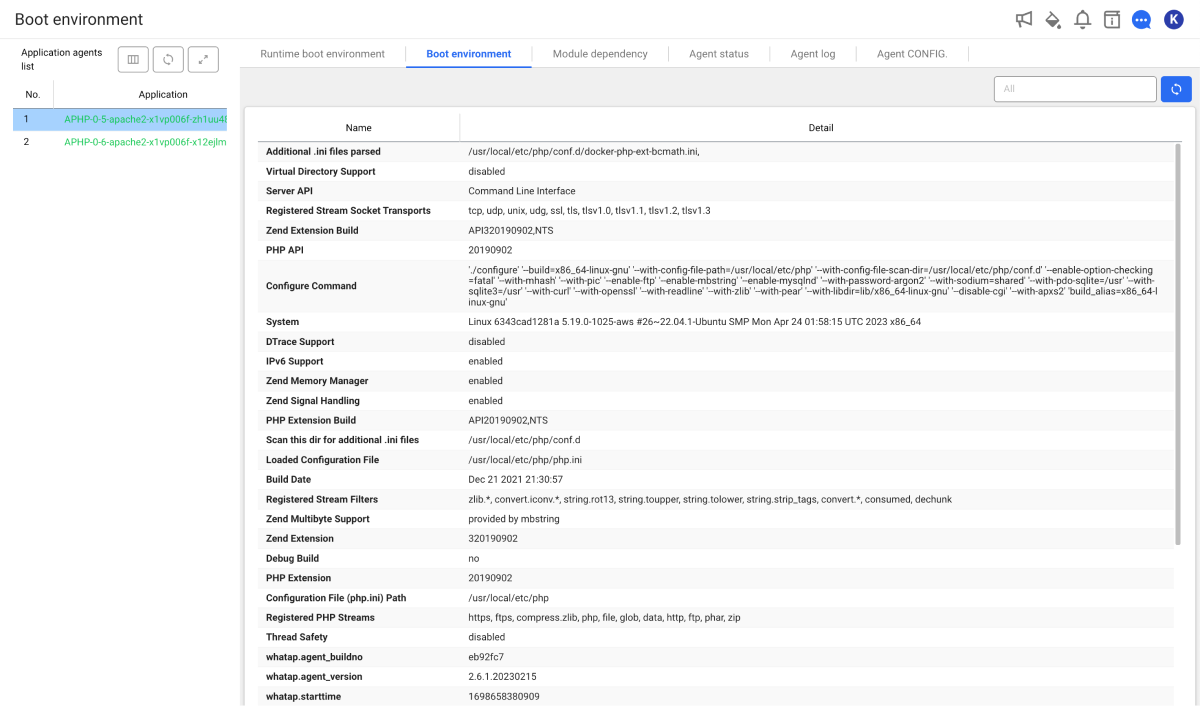 Boot environment
K
Application agents
list
No. Application
1 APHP-0-5-apache2-x1vp006f-zh1uu4
2 APHP-0-6-apache2-x1vp006f-x12ejlm
Runtime boot environment Boot environment Module dependency Agent status Agent log Agent CONFIG.
All
Name Detail
Additional .ini files parsed /usr/local/etc/php/conf.d/docker-php-ext-bcmath.ini,
Virtual Directory Support disabled
Server API Command Line Interface
Registered Stream Socket Transports tcp, udp, unix, udg, ssl, tls, tlsv1.0, tlsv1.1, tlsv1.2, tlsv1.3
Zend Extension Build API320190902,NTS
PHP API 20190902
Configure Command
'./configure' '--build=x86_64-linux-gnu' '--with-config-file-path=/usr/local/etc/php' '--with-config-file-scan-dir=/usr/local/etc/php/conf.d' '--enable-option-checking
=fatal' '--with-mhash' '--with-pic' '--enable-ftp' '--enable-mbstring' '--enable-mysqlnd' '--with-password-argon2' '--with-sodium=shared' '--with-pdo-sqlite=/usr' '--with-
sqlite3=/usr' '--with-curl' '--with-openssl' '--with-readline' '--with-zlib' '--with-pear' '--with-libdir=lib/x86_64-linux-gnu' '--disable-cgi' '--with-apxs2' 'build_alias=x86_64-l
inux-gnu'
System Linux 6343cad1281a 5.19.0-1025-aws #26~22.04.1-Ubuntu SMP Mon Apr 24 01:58:15 UTC 2023 x86_64
DTrace Support disabled
IPv6 Support enabled
Zend Memory Manager enabled
Zend Signal Handling enabled
PHP Extension Build API20190902,NTS
Scan this dir for additional .ini files /usr/local/etc/php/conf.d
Loaded Configuration File /usr/local/etc/php/php.ini
Build Date Dec 21 2021 21:30:57
Registered Stream Filters zlib.*, convert.iconv.*, string.rot13, string.toupper, string.tolower, string.strip_tags, convert.*, consumed, dechunk
Zend Multibyte Support provided by mbstring
Zend Extension 320190902
Debug Build no
PHP Extension 20190902
Configuration File (php.ini) Path /usr/local/etc/php
Registered PHP Streams https, ftps, compress.zlib, php, file, glob, data, http, ftp, phar, zip
Thread Safety disabled
whatap.agent_buildno eb92fc7
whatap.agent_version 2.6.1.20230215
whatap.starttime 1698658380909